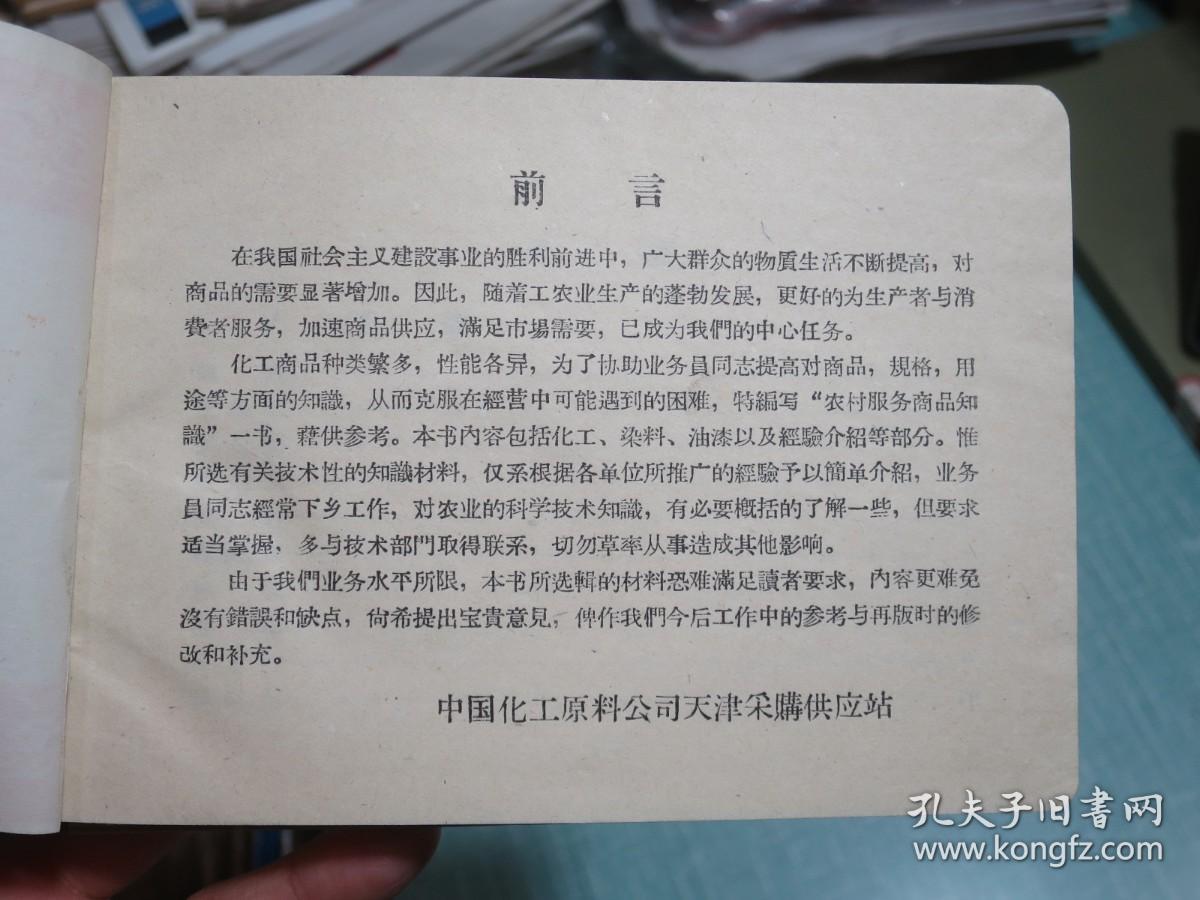 前 言
在我国社会主义建設事业的胜利前进中，广大群众的物质生活不断提高，对
商品的需要显著增加。因此，随着工农业生产的蓬勃发展，更好的为生产者与消
費者服务，加速商品供应，滿足市場需要，已成为我們的中心任务。
化工商品种类繁多，性能各异，为了协助业务員同志提高对商品，規格，用
途等方面的知識，从而克服在經营中可能遇到的困难，特編写“农村服务商品知
識”一书，藉供参考。本书內容包括化工、染料、油漆以及經驗介紹等部分。惟
所选有关技术性的知識材料，仅系根据各单位所推广的經驗予以簡单介紹，业务
員同志經常下乡工作，对农业的科学技术知識，有必要概括的了解一些，但要求
适当掌握，多与技术部門取得联系，切勿草率从事造成其他影响。
由于我們业务水平所限，本书所选輯的材料恐难滿足讀者要求，內容更难免
沒有錯誤和缺点，尙希提出宝貴意見，俾作我們今后工作中的参考与再版时的修
改和补充。
中国化工原料公司天津采購供应站
孔夫子旧书网
www.kongfz.com